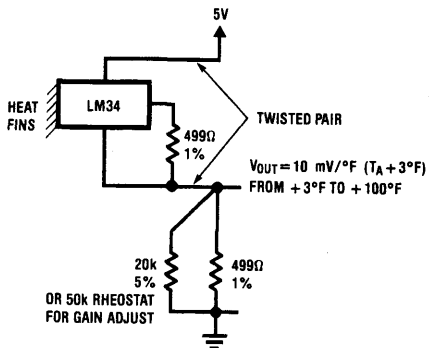 5V
HEAT
FINS
LM34
TWISTED PAIR
499Ω
1%
VOUT = 10 mV/°F (TA + 3°F)
FROM + 3°F TO + 100°F
20k
5%
499Ω
1%
OR 50k RHEOSTAT
FOR GAIN ADJUST